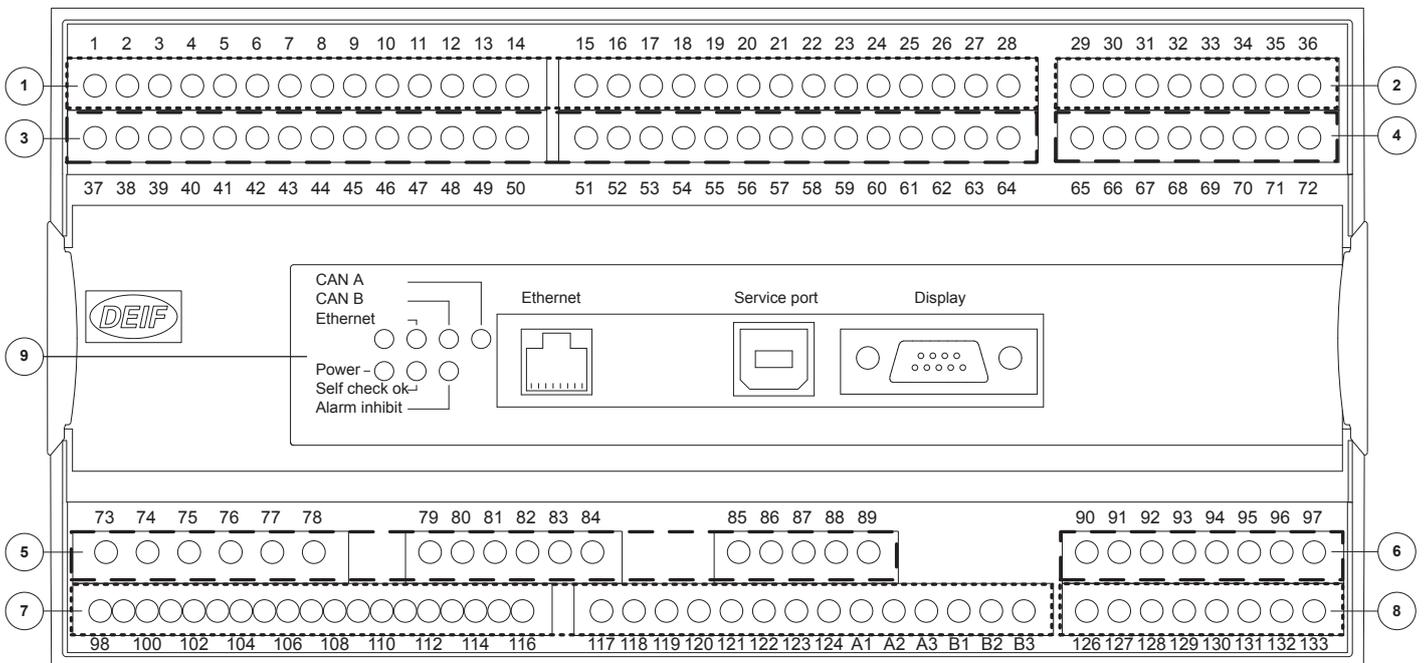 1 2 3 4 5 6 7 8 9 10 11 12 13 14 15 16 17 18 19 20 21 22 23 24 25 26 27 28 29 30 31 32 33 34 35 36
1 2
3 4
37 38 39 40 41 42 43 44 45 46 47 48 49 50 51 52 53 54 55 56 57 58 59 60 61 62 63 64 65 66 67 68 69 70 71 72
DEIF
9
CAN A
CAN B
Ethernet
Power
Self check ok
Alarm inhibit
Ethernet Service port Display
73 74 75 76 77 78 79 80 81 82 83 84 85 86 87 88 89 90 91 92 93 94 95 96 97
5 6
7 8
98 100 102 104 106 108 110 112 114 116 117 118 119 120 121 122 123 124 A1 A2 A3 B1 B2 B3 126 127 128 129 130 131 132 133